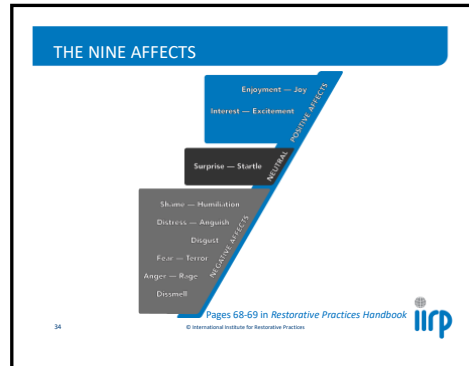 THE NINE AFFECTS
Enjoyment — Joy
Interest — Excitement
POSITIVE AFFECTS
Surprise — Startle
NEUTRAL
Shame — Humiliation
Distress — Anguish
Disgust
Fear — Terror
Anger — Rage
Dissmell
NEGATIVE AFFECTS
Pages 68-69 in Restorative Practices Handbook
34
© International Institute for Restorative Practices
iirp